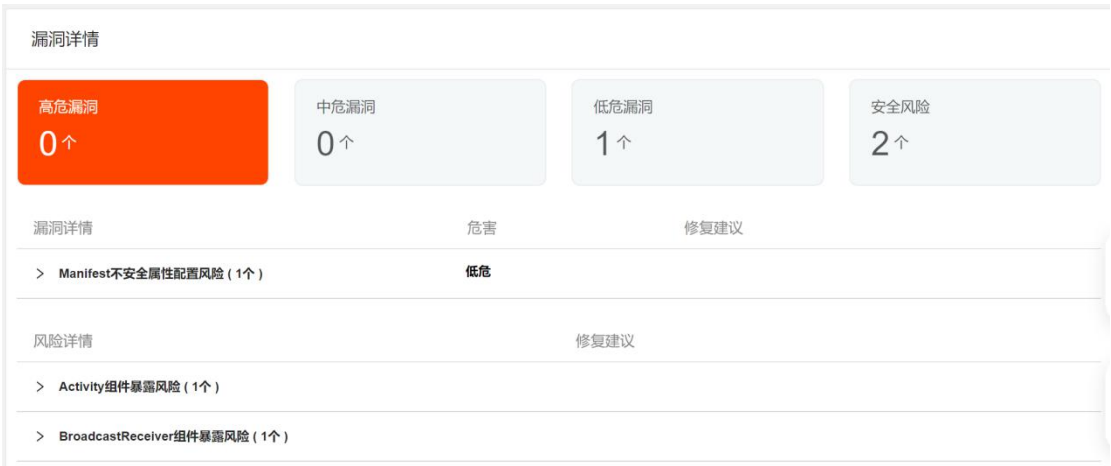 漏洞详情
高危漏洞 中危漏洞 低危漏洞 安全风险
0个 0个 1个 2个
漏洞详情 危害 修复建议
> Manifest不安全属性配置风险 ( 1个 ) 低危
风险详情 修复建议
> Activity组件暴露风险 ( 1个 )
> BroadcastReceiver组件暴露风险 ( 1个 )